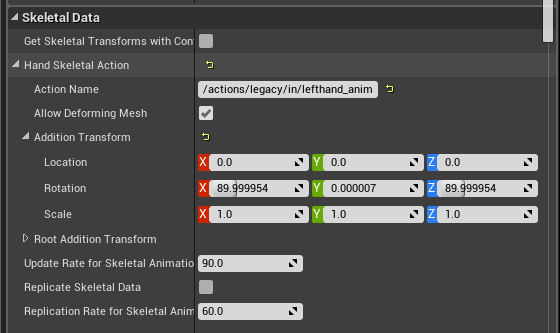 Skeletal Data
Get Skeletal Transforms with Con
Hand Skeletal Action
Action Name /actions/legacy/in/lefthand_anim
Allow Deforming Mesh
Addition Transform
Location X 0.0 Y 0.0 Z 0.0
Rotation X 89.999954 Y 0.000007 Z 89.999954
Scale X 1.0 Y 1.0 Z 1.0
Root Addition Transform
Update Rate for Skeletal Animatio 90.0
Replicate Skeletal Data
Replication Rate for Skeletal Anim 60.0